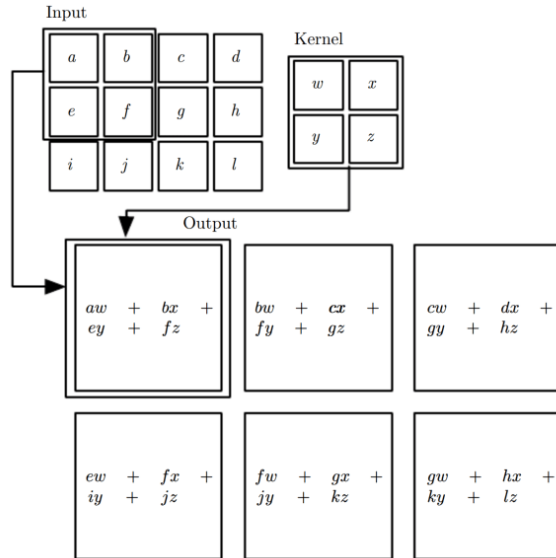 Input
a b c d
Kernel
w x
e f g h
y z
i j k l
Output
aw + bx +
ey + fz
bw + cx +
fy + gz
cw + dx +
gy + hz
ew + fx +
iy + jz
fw + gx +
jy + kz
gw + hx +
ky + lz